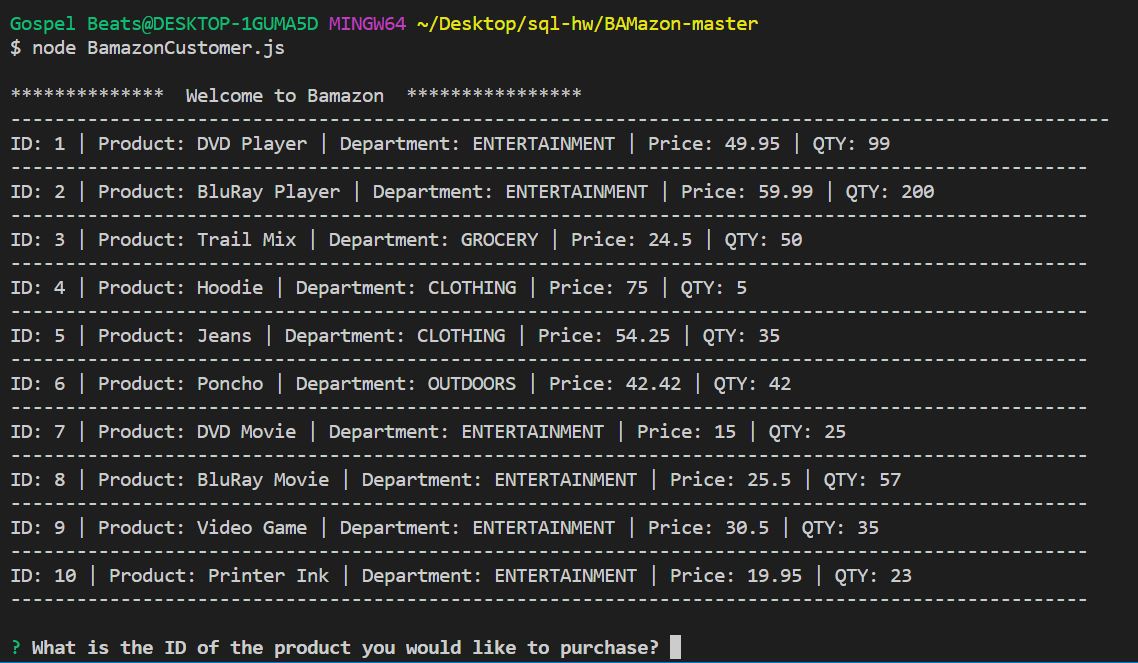 Gospel Beats@DESKTOP-1GUMA5D MINGW64 ~/Desktop/sql-hw/BAMazon-master
$ node BamazonCustomer.js
**************  Welcome to Bamazon  ****************
----------------------------------------------------------------------------------------------------
ID: 1 | Product: DVD Player | Department: ENTERTAINMENT | Price: 49.95 | QTY: 99
--------------------------------------------------------------------------------------------------
ID: 2 | Product: BluRay Player | Department: ENTERTAINMENT | Price: 59.99 | QTY: 200
--------------------------------------------------------------------------------------------------
ID: 3 | Product: Trail Mix | Department: GROCERY | Price: 24.5 | QTY: 50
--------------------------------------------------------------------------------------------------
ID: 4 | Product: Hoodie | Department: CLOTHING | Price: 75 | QTY: 5
--------------------------------------------------------------------------------------------------
ID: 5 | Product: Jeans | Department: CLOTHING | Price: 54.25 | QTY: 35
--------------------------------------------------------------------------------------------------
ID: 6 | Product: Poncho | Department: OUTDOORS | Price: 42.42 | QTY: 42
--------------------------------------------------------------------------------------------------
ID: 7 | Product: DVD Movie | Department: ENTERTAINMENT | Price: 15 | QTY: 25
--------------------------------------------------------------------------------------------------
ID: 8 | Product: BluRay Movie | Department: ENTERTAINMENT | Price: 25.5 | QTY: 57
--------------------------------------------------------------------------------------------------
ID: 9 | Product: Video Game | Department: ENTERTAINMENT | Price: 30.5 | QTY: 35
--------------------------------------------------------------------------------------------------
ID: 10 | Product: Printer Ink | Department: ENTERTAINMENT | Price: 19.95 | QTY: 23
--------------------------------------------------------------------------------------------------
? What is the ID of the product you would like to purchase?